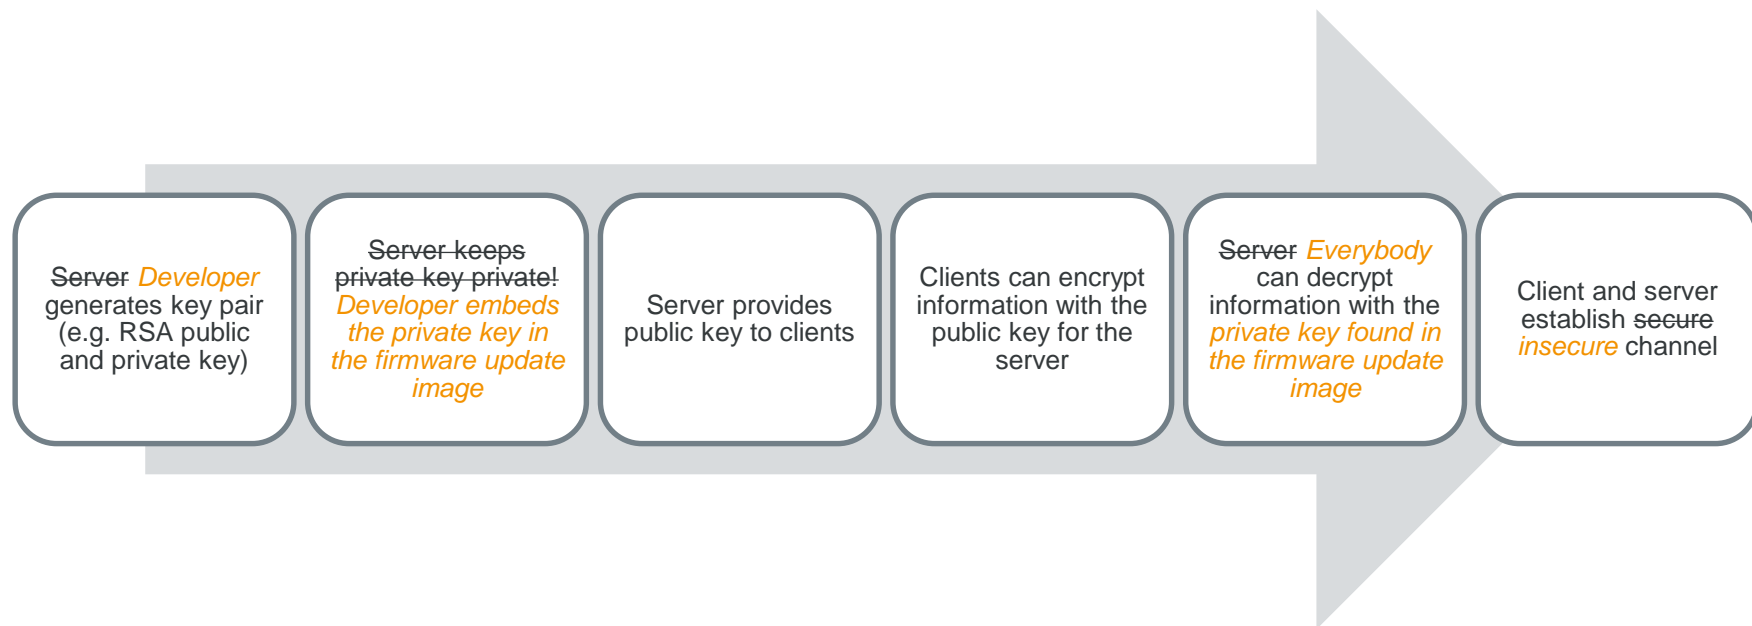 Server Developer
generates key pair
(e.g. RSA public
and private key)
Server keeps
private key private!
Developer embeds
the private key in
the firmware update
image
Server provides
public key to clients
Clients can encrypt
information with the
public key for the
server
Server Everybody
can decrypt
information with the
private key found in
the firmware update
image
Client and server
establish secure
insecure channel